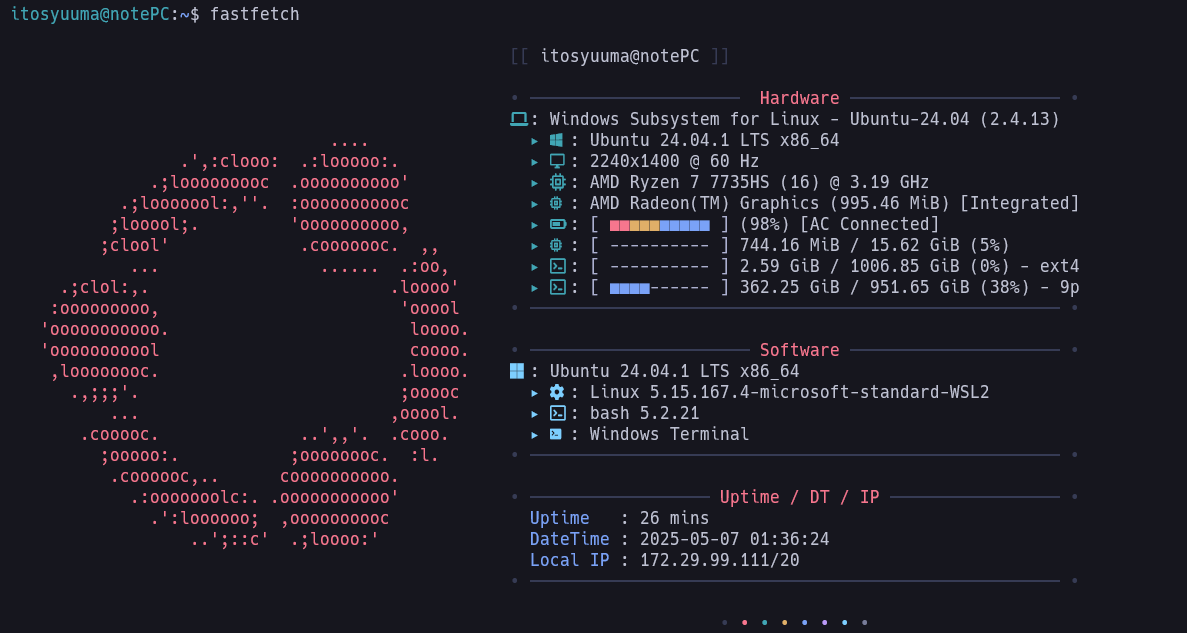 itosyuuma@notePC:~$ fastfetch
[[ itosyuuma@notePC ]]
Hardware
: Windows Subsystem for Linux - Ubuntu-24.04 (2.4.13)
: Ubuntu 24.04.1 LTS x86_64
: 2240x1400 @ 60 Hz
: AMD Ryzen 7 7735HS (16) @ 3.19 GHz
: AMD Radeon(TM) Graphics (995.46 MiB) [Integrated]
: [ ■■■■■■■■■■ ] (98%) [AC Connected]
: [ ---------- ] 744.16 MiB / 15.62 GiB (5%)
: [ ---------- ] 2.59 GiB / 1006.85 GiB (0%) - ext4
: [ ■■■■------ ] 362.25 GiB / 951.65 GiB (38%) - 9p
Software
: Ubuntu 24.04.1 LTS x86_64
: Linux 5.15.167.4-microsoft-standard-WSL2
: bash 5.2.21
: Windows Terminal
Uptime / DT / IP
Uptime   : 26 mins
DateTime : 2025-05-07 01:36:24
Local IP : 172.29.99.111/20